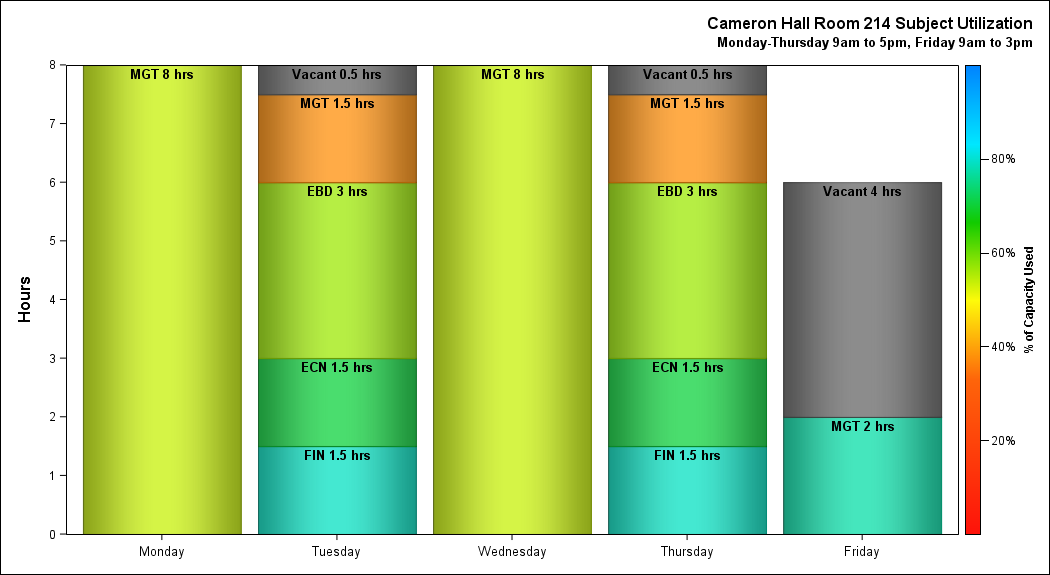 Cameron Hall Room 214 Subject Utilization
Monday-Thursday 9am to 5pm, Friday 9am to 3pm
Hours
8
7
6
5
4
3
2
1
0
MGT 8 hrs
Vacant 0.5 hrs
MGT 1.5 hrs
EBD 3 hrs
ECN 1.5 hrs
FIN 1.5 hrs
MGT 8 hrs
Vacant 0.5 hrs
MGT 1.5 hrs
EBD 3 hrs
ECN 1.5 hrs
FIN 1.5 hrs
Vacant 4 hrs
MGT 2 hrs
Monday
Tuesday
Wednesday
Thursday
Friday
80%
60%
40%
20%
% of Capacity Used